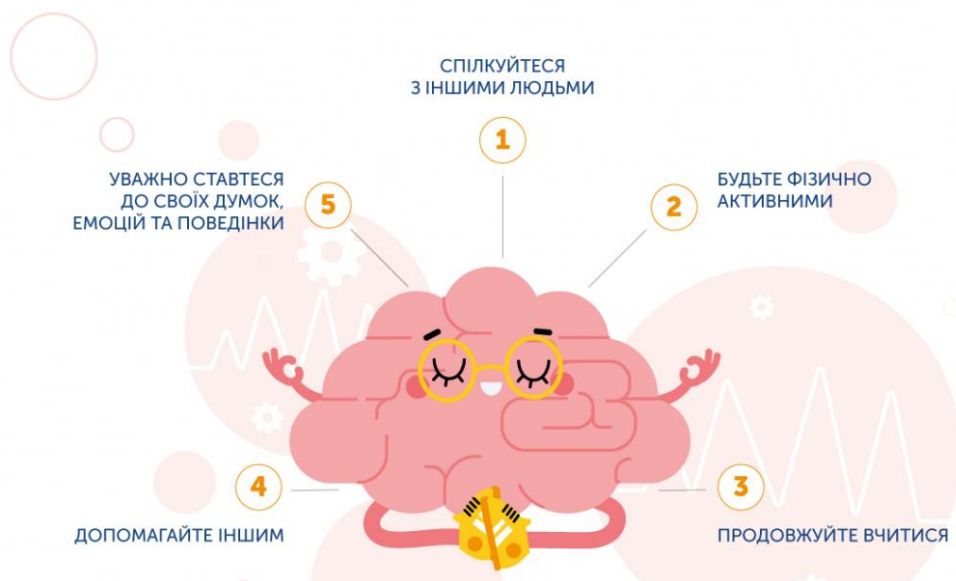 СПІЛКУЙТЕСЯ
З ІНШИМИ ЛЮДЬМИ
1
БУДЬТЕ ФІЗИЧНО
АКТИВНИМИ
2
3
ПРОДОВЖУЙТЕ ВЧИТИСЯ
4
ДОПОМАГАЙТЕ ІНШИМ
УВАЖНО СТАВТЕСЯ
ДО СВОЇХ ДУМОК,
ЕМОЦІЙ ТА ПОВЕДІНКИ
5